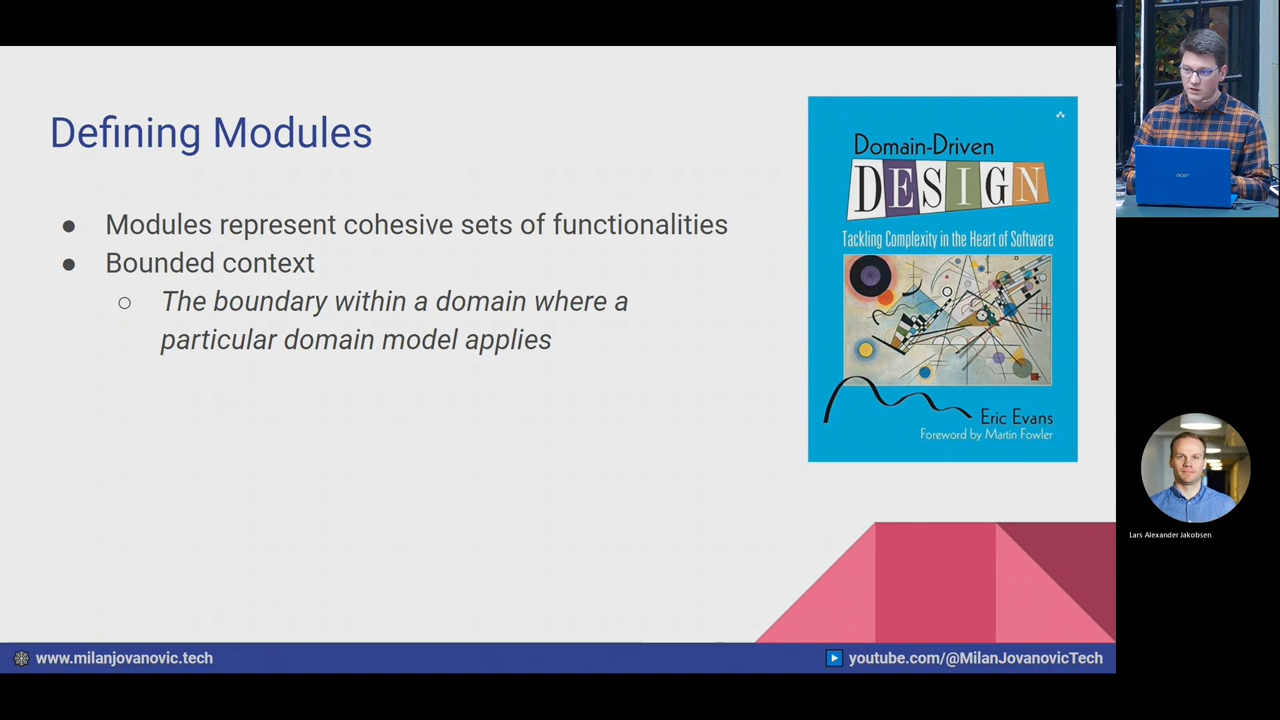 Defining Modules
● Modules represent cohesive sets of functionalities
● Bounded context
○ The boundary within a domain where a
particular domain model applies
Domain-Driven
DESIGN
Tackling Complexity in the Heart of Software
Eric Evans
Foreword by Martin Fowler
acer
Lars Alexander Jakobsen
www.milanjovanovic.tech
youtube.com/@MilanJovanovicTech